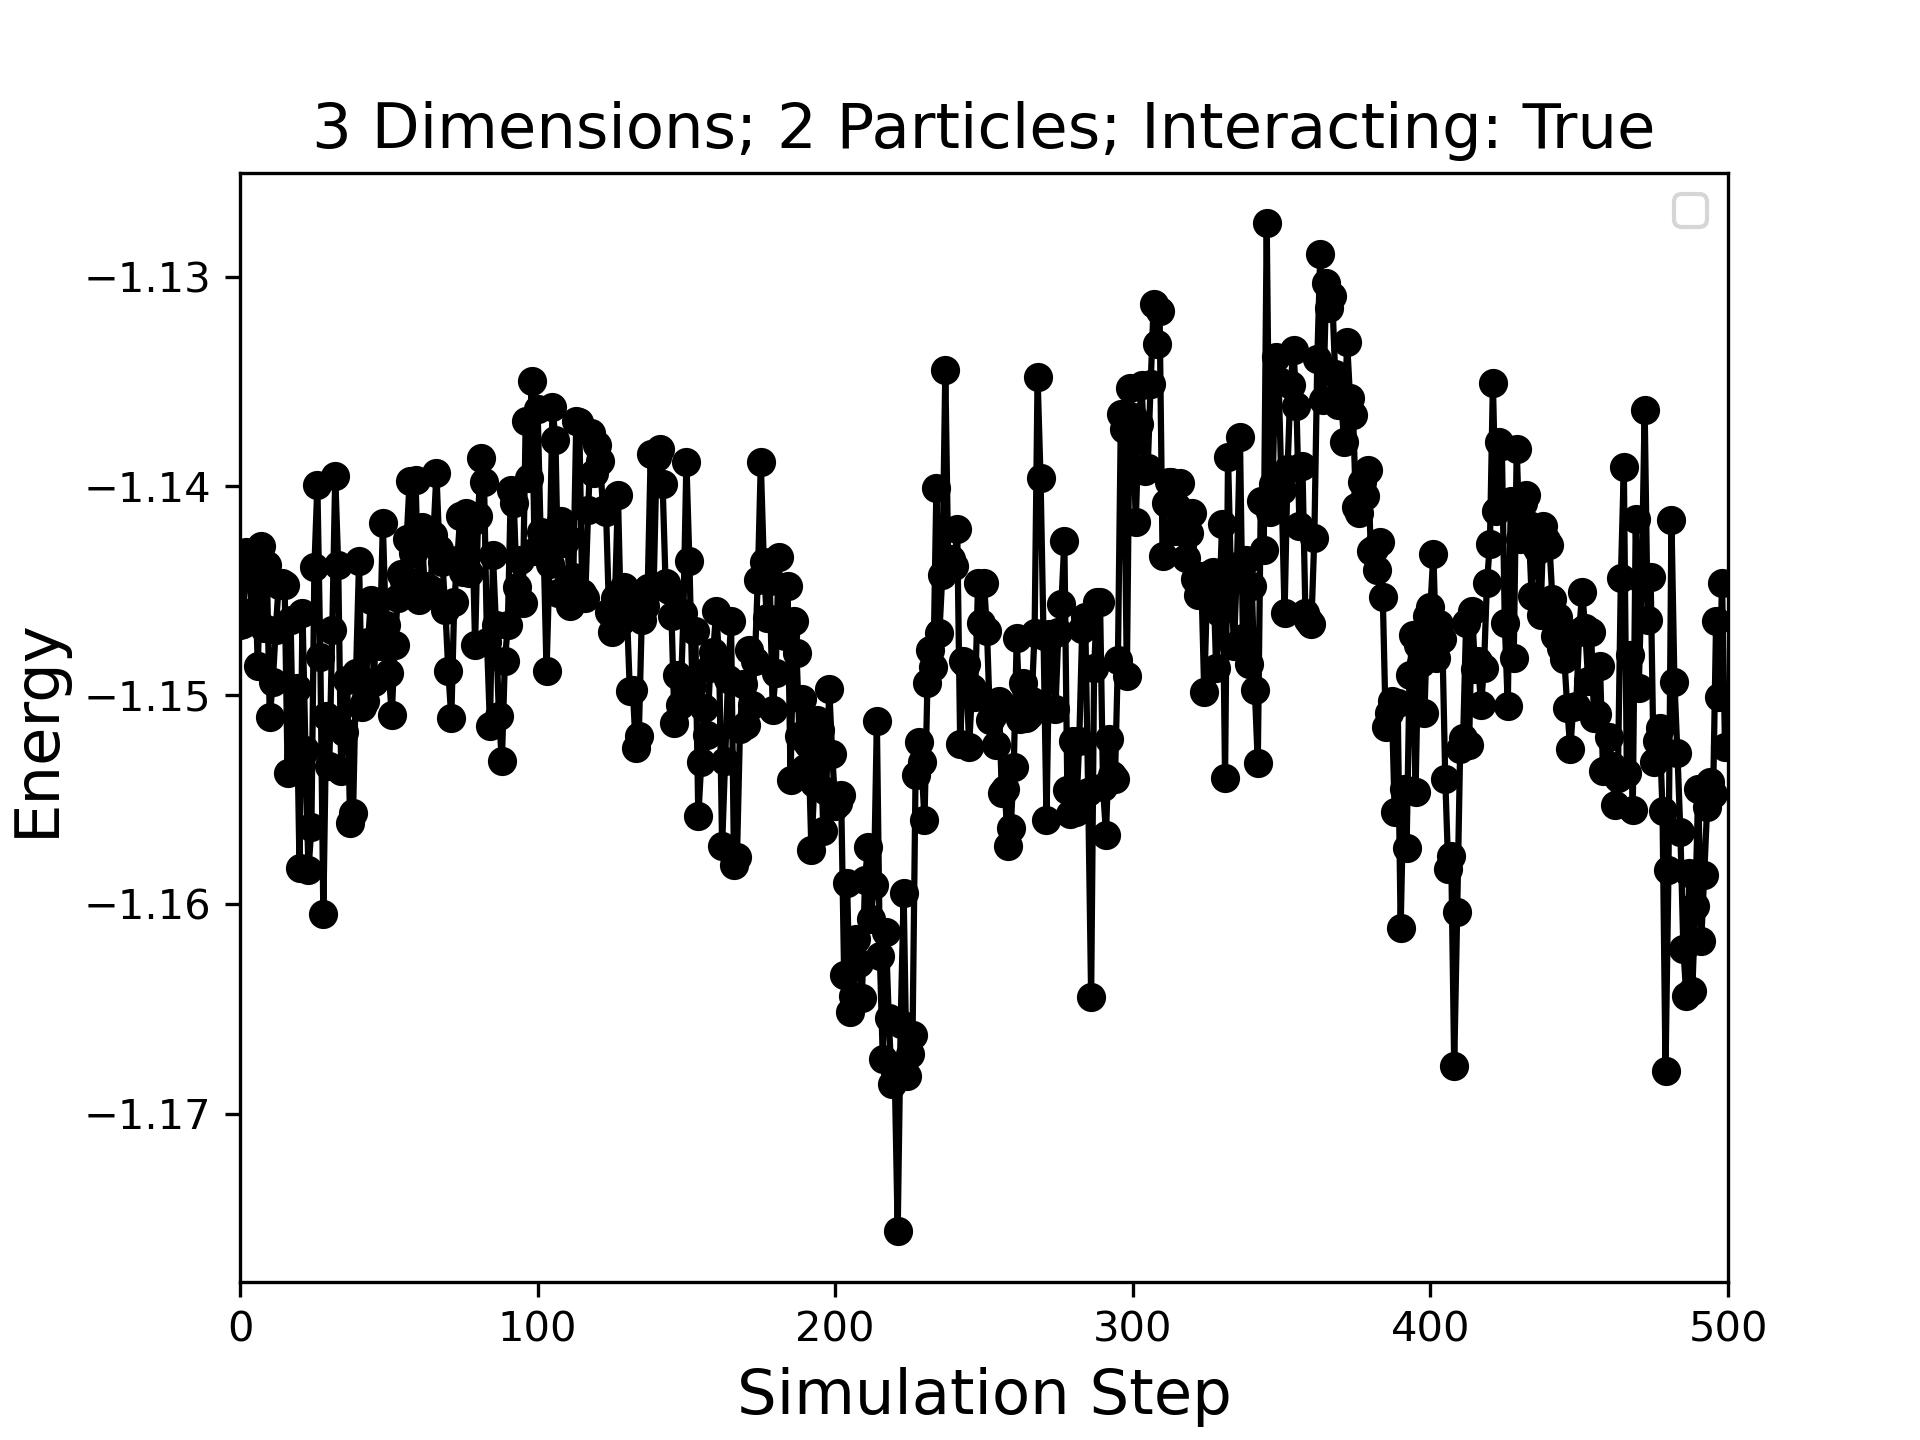 3 Dimensions; 2 Particles; Interacting: True
Energy
−1.13
−1.14
−1.15
−1.16
−1.17
0 100 200 300 400 500
Simulation Step